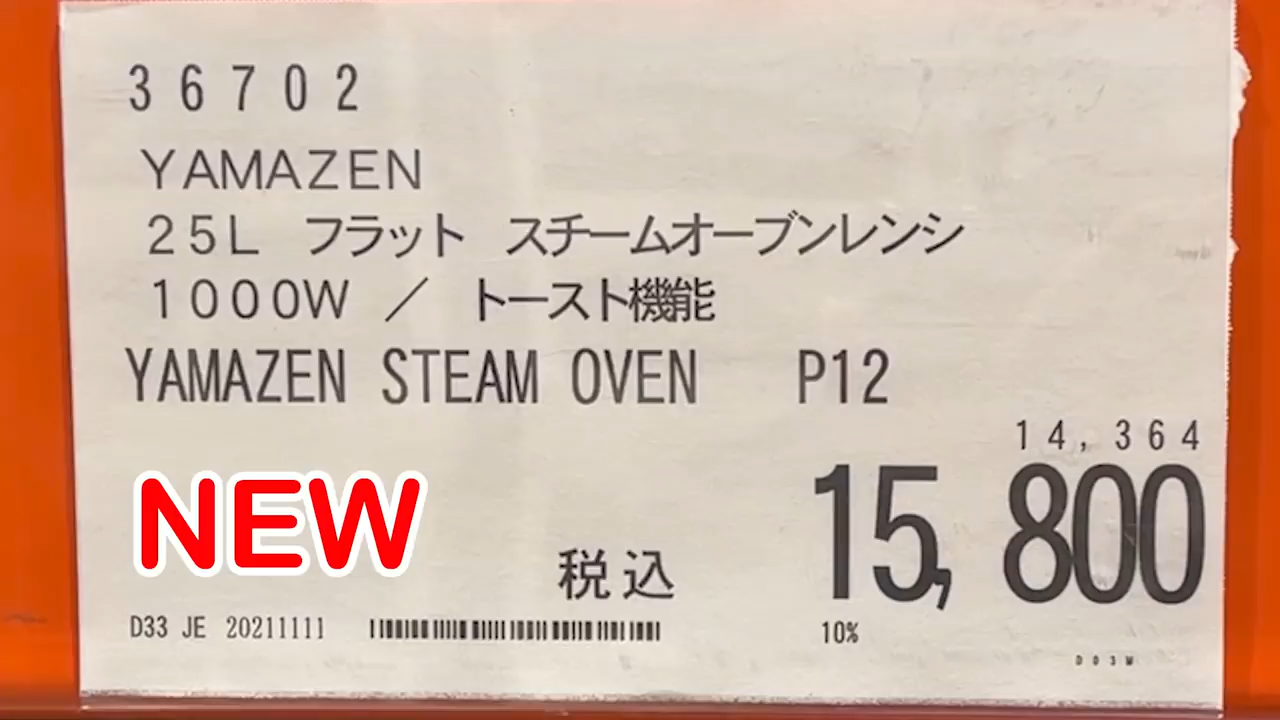 36702
YAMAZEN
25L フラット スチームオーブンレンシ
1000W / トースト機能
YAMAZEN STEAM OVEN P12
14,364
15,800
NEW
税込
D33 JE 20211111
10%
D03W